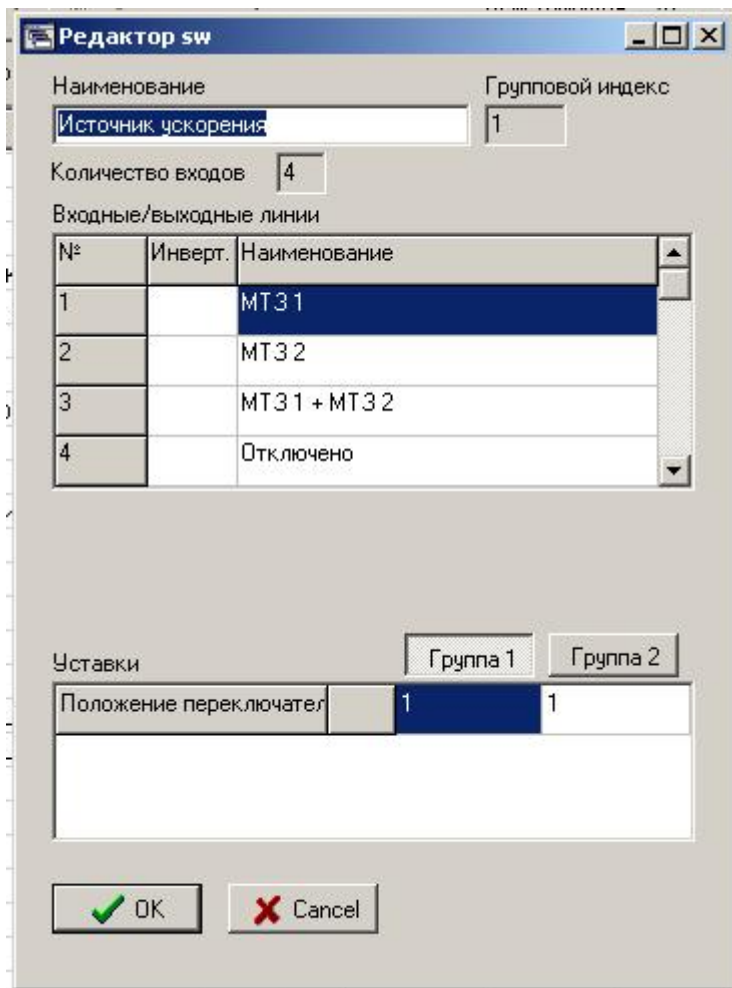 Редактор sw
Наименование Групповой индекс
Источник ускорения 1
Количество входов 4
Входные/выходные линии
№ Инверт. Наименование
1 МТЗ 1
2 МТЗ 2
3 МТЗ 1 + МТЗ 2
4 Отключено
Уставки Группа 1 Группа 2
Положение переключател 1 1
OK Cancel